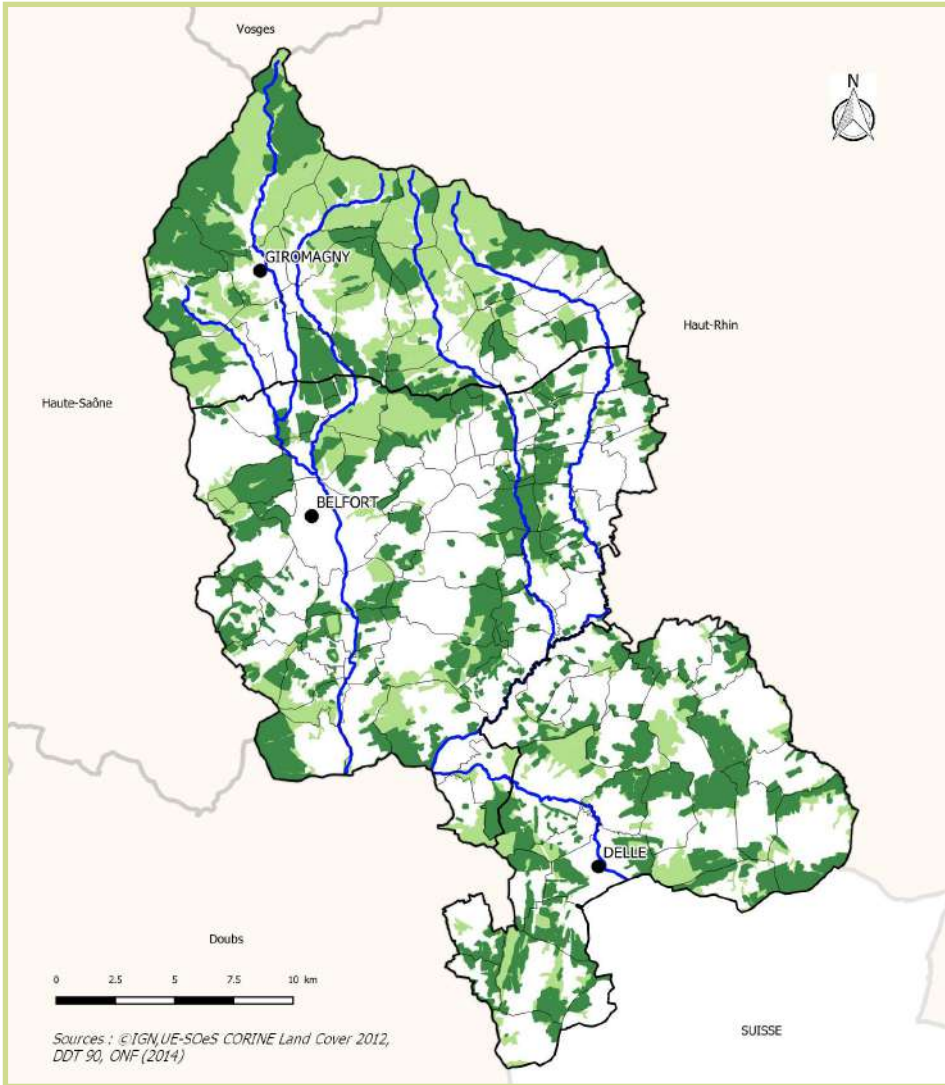 Vosges
N
GIROMAGNY
Haut-Rhin
Haute-Saône
BELFORT
DELLE
Doubs
0 2.5 5 7.5 10 km
SUISSE
Sources : ©IGN,UE-SOeS CORINE Land Cover 2012,
DDT 90, ONF (2014)